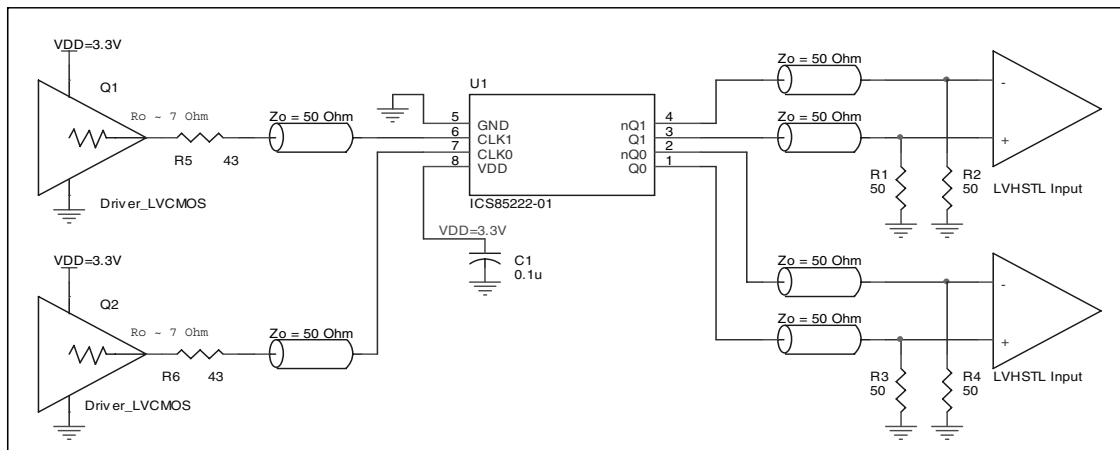 VDD=3.3V
Q1
Ro ~ 7 Ohm
R5 43
Driver_LVCMOS
Zo = 50 Ohm
VDD=3.3V
Q2
Ro ~ 7 Ohm
R6 43
Driver_LVCMOS
Zo = 50 Ohm
U1
5 GND
6 CLK1
7 CLK0
8 VDD
nQ1 4
Q1 3
nQ0 2
Q0 1
ICS85222-01
VDD=3.3V
C1
0.1u
Zo = 50 Ohm
Zo = 50 Ohm
-
+
R1
50
R2
50
LVHSTL Input
Zo = 50 Ohm
Zo = 50 Ohm
-
+
R3
50
R4
50
LVHSTL Input